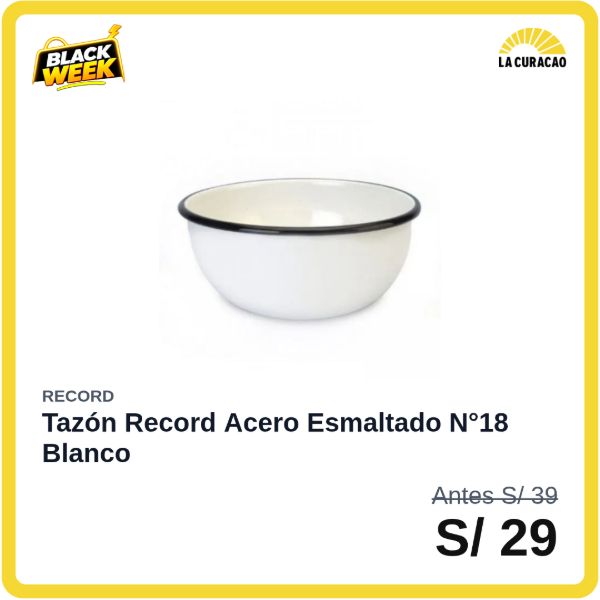 BLACK
WEEK
LA CURACAO
RECORD
Tazón Record Acero Esmaltado N°18
Blanco
Antes S/ 39
S/ 29